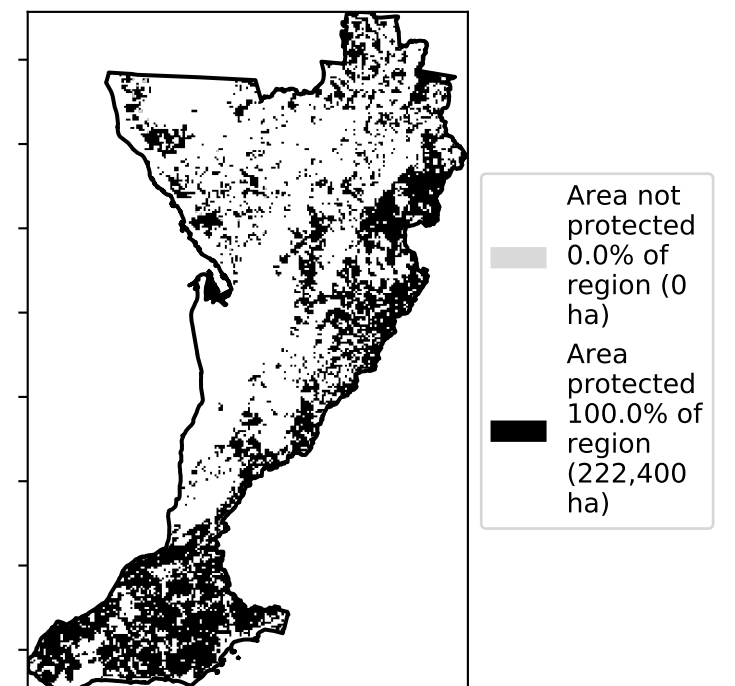 Area not
protected
0.0% of
region (0
ha)
Area
protected
100.0% of
region
(222,400
ha)